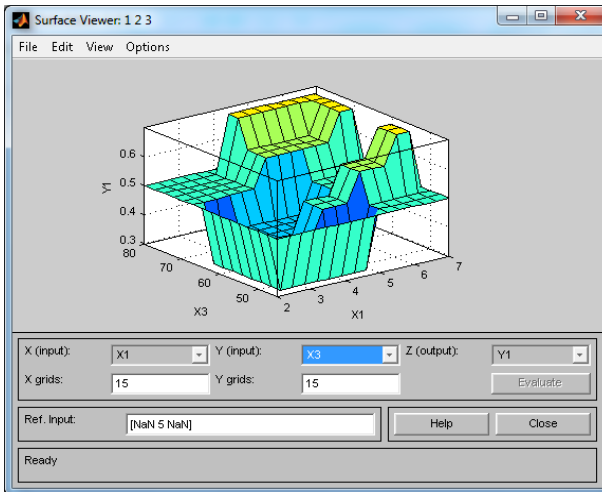 Surface Viewer: 1 2 3
File Edit View Options
0.6
0.5
0.4
0.3
Y1
80
70
60
50
X3
2
3
4
5
6
7
X1
X (input): X1 Y (input): X3 Z (output): Y1
X grids: 15 Y grids: 15 Evaluate
Ref. Input: [NaN 5 NaN] Help Close
Ready